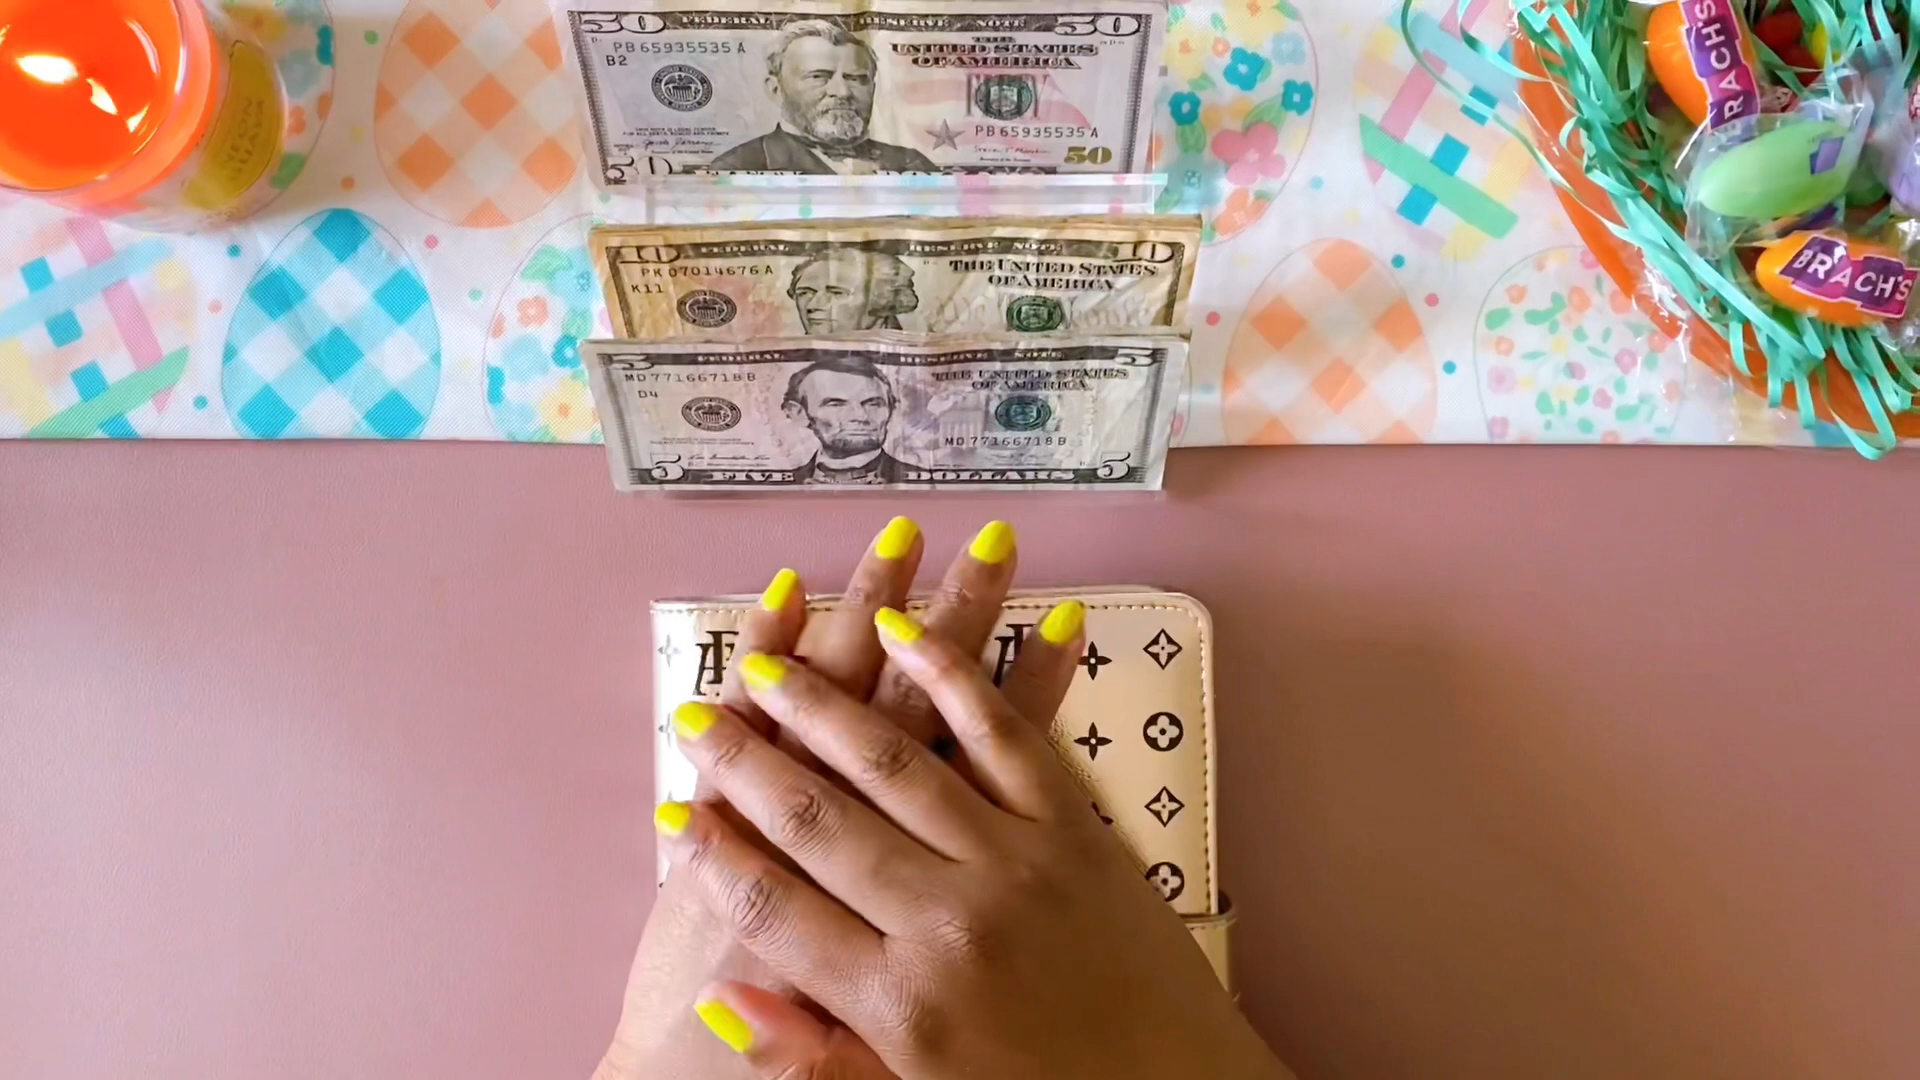 50 FEDERAL RESERVE NOTE 50
PB 65935535 A
B2
THE
UNITED STATES
OF AMERICA
PB 65935535 A
50
10 FEDERAL RESERVE NOTE 10
PK 07014676 A
K11
THE UNITED STATES
OF AMERICA
5 FEDERAL RESERVE NOTE 5
MD 77166718 B
D4
THE UNITED STATES
OF AMERICA
MD 77166718 B
5 FIVE DOLLARS 5
BRACH'S
BRACH'S